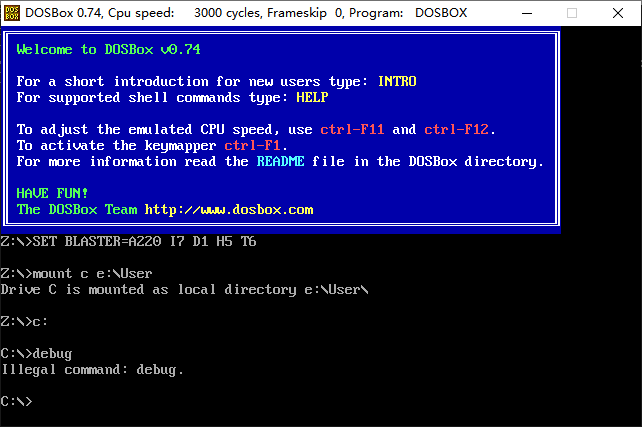 DOSBox 0.74, Cpu speed: 3000 cycles, Frameskip 0, Program: DOSBOX
Welcome to DOSBox v0.74
For a short introduction for new users type: INTRO
For supported shell commands type: HELP
To adjust the emulated CPU speed, use ctrl-F11 and ctrl-F12.
To activate the keymapper ctrl-F1.
For more information read the README file in the DOSBox directory.
HAVE FUN!
The DOSBox Team http://www.dosbox.com
Z:\>SET BLASTER=A220 I7 D1 H5 T6
Z:\>mount c e:\User
Drive C is mounted as local directory e:\User\
Z:\>c:
C:\>debug
Illegal command: debug.
C:\>